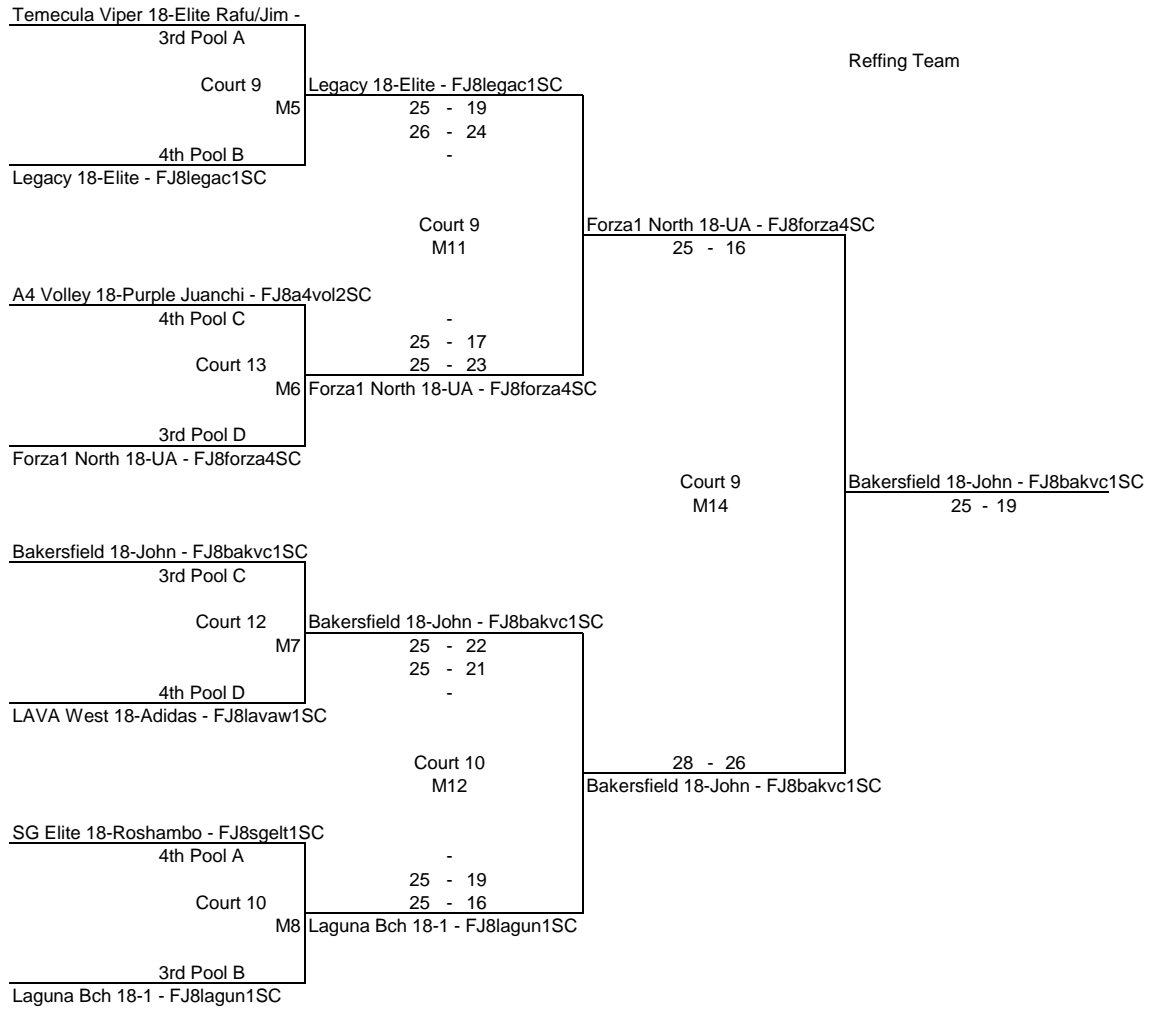 Temecula Viper 18-Elite Rafu/Jim -
3rd Pool A
Reffing Team
Court 9
Legacy 18-Elite - FJ8legac1SC
M5
25 - 19
26 - 24
4th Pool B
-
Legacy 18-Elite - FJ8legac1SC
Court 9
Forza1 North 18-UA - FJ8forza4SC
M11
25 - 16
A4 Volley 18-Purple Juanchi - FJ8a4vol2SC
4th Pool C
-
25 - 17
Court 13
25 - 23
M6
Forza1 North 18-UA - FJ8forza4SC
3rd Pool D
Forza1 North 18-UA - FJ8forza4SC
Court 9
Bakersfield 18-John - FJ8bakvc1SC
M14
25 - 19
Bakersfield 18-John - FJ8bakvc1SC
3rd Pool C
Court 12
Bakersfield 18-John - FJ8bakvc1SC
M7
25 - 22
25 - 21
4th Pool D
-
LAVA West 18-Adidas - FJ8lavaw1SC
Court 10
28 - 26
M12
Bakersfield 18-John - FJ8bakvc1SC
SG Elite 18-Roshambo - FJ8sgelt1SC
4th Pool A
-
25 - 19
Court 10
25 - 16
M8
Laguna Bch 18-1 - FJ8lagun1SC
3rd Pool B
Laguna Bch 18-1 - FJ8lagun1SC